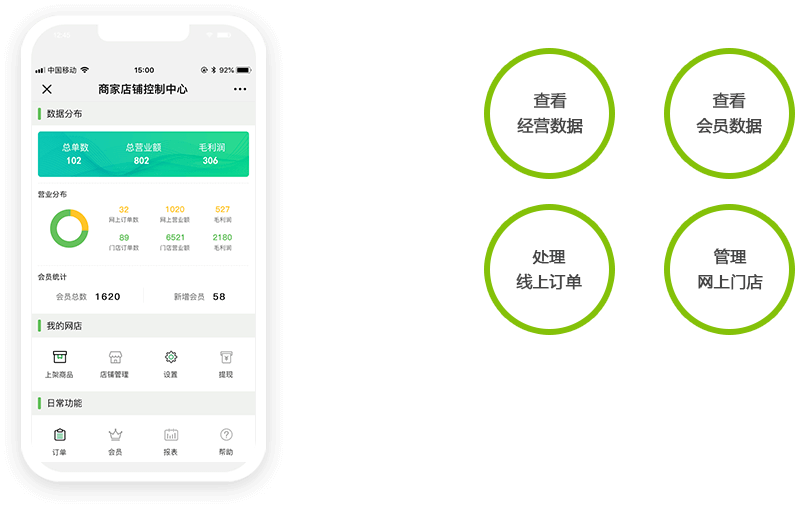 中国移动
15:00
92%
商家店铺控制中心
数据分布
总单数 总营业额 毛利润
102 802 306
营业分布
32 1020 527
网上订单数 网上营业额 毛利润
89 6521 2180
门店订单数 门店营业额 毛利润
会员统计
会员总数 1620 新增会员 58
我的网店
上架商品 店铺管理 设置 提现
日常功能
订单 会员 报表 帮助
查看
经营数据
查看
会员数据
处理
线上订单
管理
网上门店